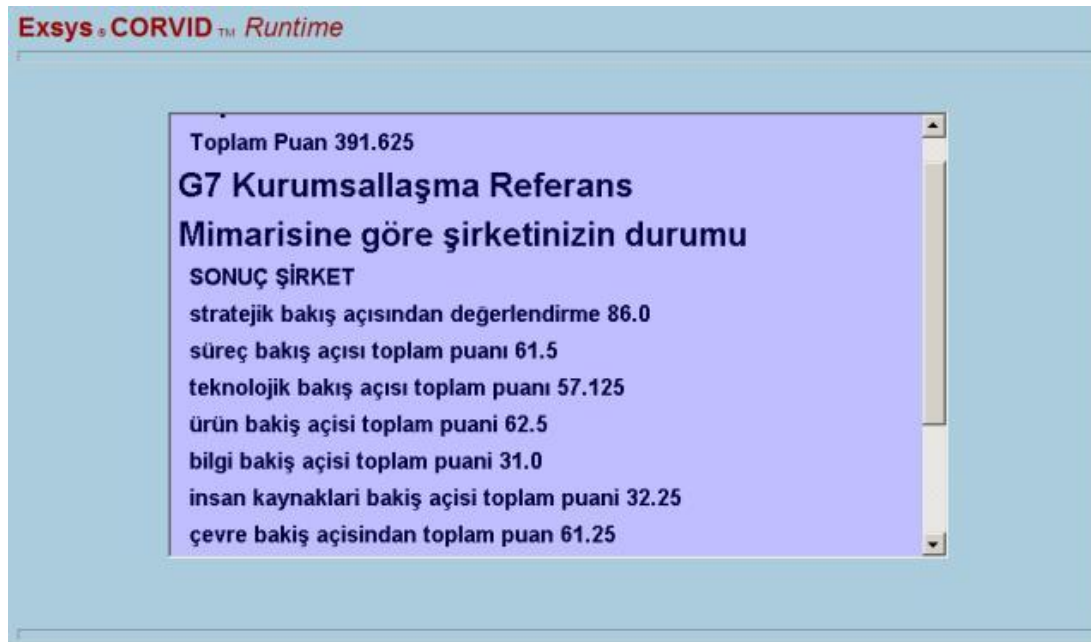 Exsys ® CORVID TM Runtime
Toplam Puan 391.625
G7 Kurumsallaşma Referans
Mimarisine göre şirketinizin durumu
SONUÇ ŞİRKET
stratejik bakış açısından değerlendirme 86.0
süreç bakış açısı toplam puanı 61.5
teknolojik bakış açısı toplam puanı 57.125
ürün bakiş açisi toplam puani 62.5
bilgi bakiş açisi toplam puani 31.0
insan kaynaklari bakiş açisi toplam puani 32.25
çevre bakiş açisindan toplam puan 61.25